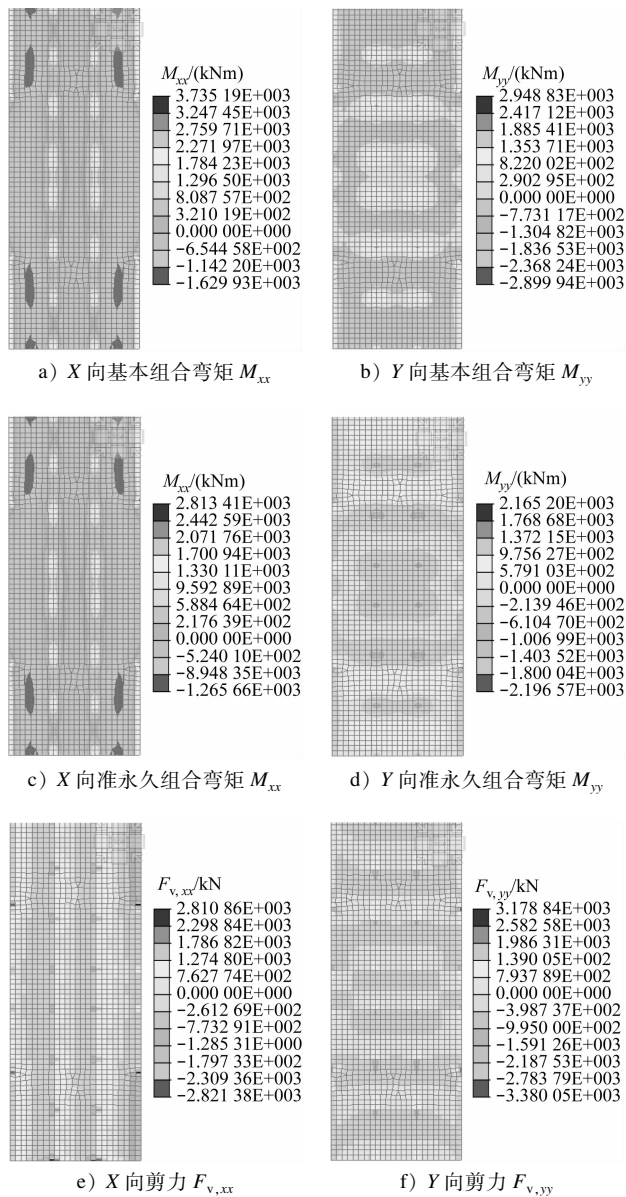 M_xx/(kNm)
3.735 19E+003
3.247 45E+003
2.759 71E+003
2.271 97E+003
1.784 23E+003
1.296 50E+003
8.087 57E+002
3.210 19E+002
0.000 00E+000
-6.544 58E+002
-1.142 20E+003
-1.629 93E+003
a) X 向基本组合弯矩 M_xx
M_yy/(kNm)
2.948 83E+003
2.417 12E+003
1.885 41E+003
1.353 71E+003
8.220 02E+002
2.902 95E+002
0.000 00E+000
-7.731 17E+002
-1.304 82E+003
-1.836 53E+003
-2.368 24E+003
-2.899 94E+003
b) Y 向基本组合弯矩 M_yy
M_xx/(kNm)
2.813 41E+003
2.442 59E+003
2.071 76E+003
1.700 94E+003
1.330 11E+003
9.592 89E+003
5.884 64E+002
2.176 39E+002
0.000 00E+000
-5.240 10E+002
-8.948 35E+003
-1.265 66E+003
c) X 向准永久组合弯矩 M_xx
M_yy/(kNm)
2.165 20E+003
1.768 68E+003
1.372 15E+003
9.756 27E+002
5.791 03E+002
0.000 00E+000
-2.139 46E+002
-6.104 70E+002
-1.006 99E+003
-1.403 52E+003
-1.800 04E+003
-2.196 57E+003
d) Y 向准永久组合弯矩 M_yy
F_v,xx/kN
2.810 86E+003
2.298 84E+003
1.786 82E+003
1.274 80E+003
7.627 74E+002
0.000 00E+000
-2.612 69E+002
-7.732 91E+002
-1.285 31E+000
-1.797 33E+002
-2.309 36E+003
-2.821 38E+003
e) X 向剪力 F_v,xx
F_v,yy/kN
3.178 84E+003
2.582 58E+003
1.986 31E+003
1.390 05E+002
7.937 89E+002
0.000 00E+000
-3.987 37E+002
-9.950 00E+002
-1.591 26E+003
-2.187 53E+003
-2.783 79E+003
-3.380 05E+003
f) Y 向剪力 F_v,yy